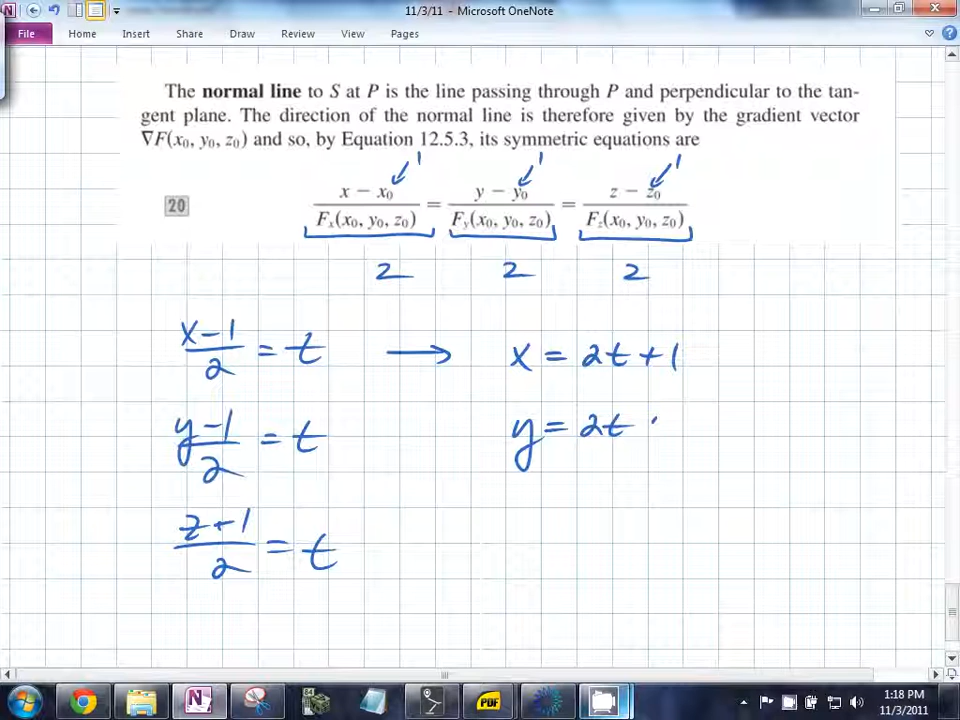 11/3/11 - Microsoft OneNote
File Home Insert Share Draw Review View Pages
The normal line to S at P is the line passing through P and perpendicular to the tan-
gent plane. The direction of the normal line is therefore given by the gradient vector
∇F(x₀, y₀, z₀) and so, by Equation 12.5.3, its symmetric equations are
1 1 1
20 (x − x₀)/(Fₓ(x₀, y₀, z₀)) = (y − y₀)/(F_y(x₀, y₀, z₀)) = (z − z₀)/(F_z(x₀, y₀, z₀))
2 2 2
(x-1)/2 = t → x = 2t + 1
(y-1)/2 = t y = 2t
(z+1)/2 = t
64
PDF
1:18 PM
11/3/2011